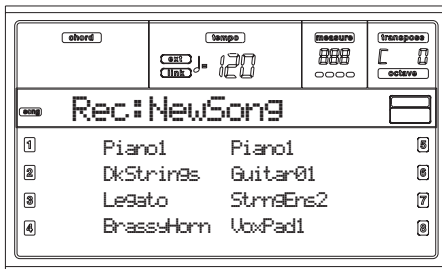 chord tempo measure transpose
ext link ♩= 120 888 C 0
octave
song Rec:NewSong
1 Piano1 Piano1 5
2 DkStrings Guitar01 6
3 Legato StrngEns2 7
4 BrassyHorn VoxPad1 8